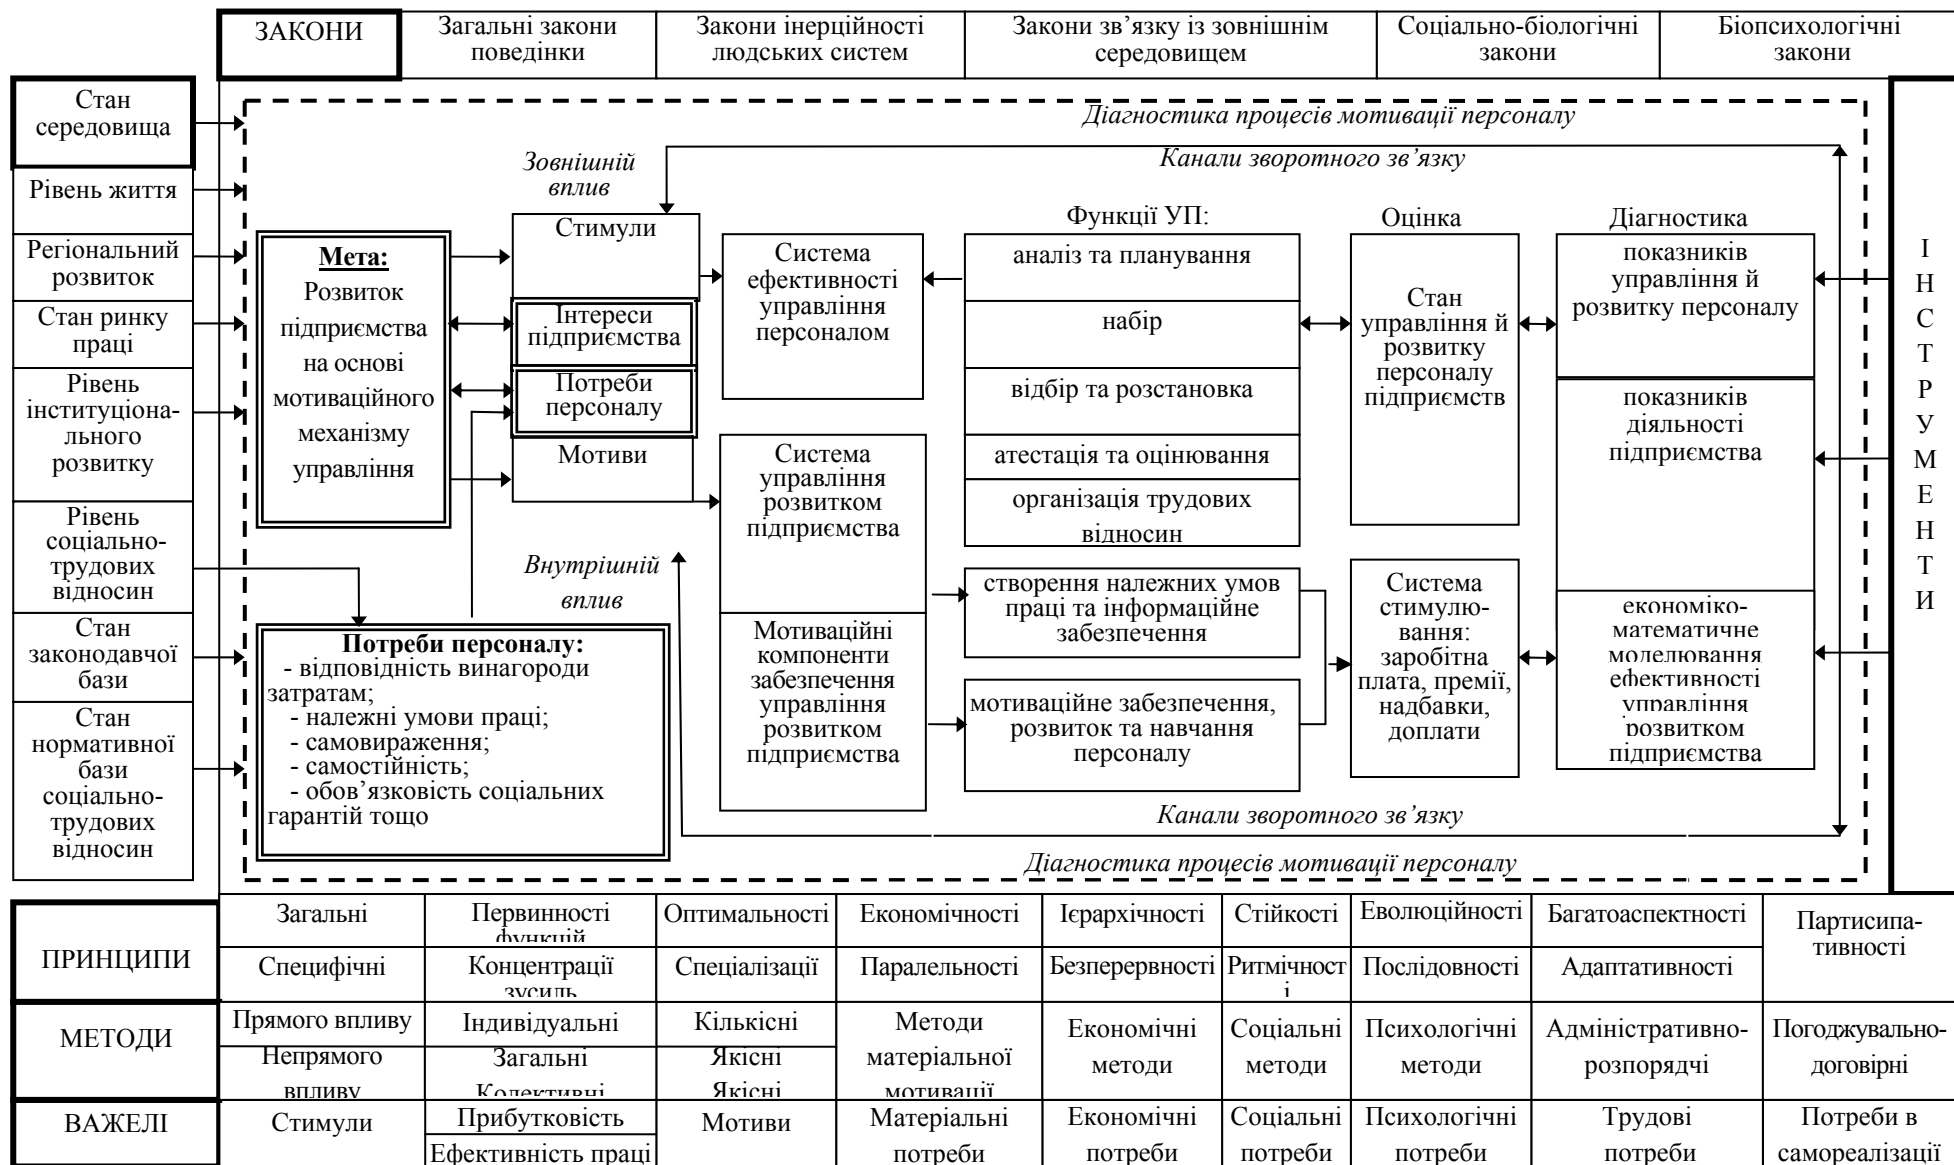 ЗАКОНИ
Загальні закони
поведінки
Закони інерційності
людських систем
Закони зв’язку із зовнішнім
середовищем
Соціально-біологічні
закони
Біопсихологічні
закони
Стан
середовища
Рівень життя
Регіональний
розвиток
Стан ринку
праці
Рівень
інституціона-
льного
розвитку
Рівень
соціально-
трудових
відносин
Стан
законодавчої
бази
Стан
нормативної
бази
соціально-
трудових
відносин
Діагностика процесів мотивації персоналу
Канали зворотного зв’язку
Зовнішній
вплив
Мета:
Розвиток
підприємства
на основі
мотиваційного
механізму
управління
Стимули
Інтереси
підприємства
Потреби
персоналу
Мотиви
Внутрішній
вплив
Потреби персоналу:
- відповідність винагороди
затратам;
- належні умови праці;
- самовираження;
- самостійність;
- обов’язковість соціальних
гарантій тощо
Система
ефективності
управління
персоналом
Система
управління
розвитком
підприємства
Мотиваційні
компоненти
забезпечення
управління
розвитком
підприємства
Функції УП:
аналіз та планування
набір
відбір та розстановка
атестація та оцінювання
організація трудових
відносин
створення належних умов
праці та інформаційне
забезпечення
мотиваційне забезпечення,
розвиток та навчання
персоналу
Оцінка
Стан
управління й
розвитку
персоналу
підприємств
Система
стимулю-
вання:
заробітна
плата, премії,
надбавки,
доплати
Діагностика
показників
управління й
розвитку персоналу
показників
діяльності
підприємства
економіко-
математичне
моделювання
ефективності
управління
розвитком
підприємства
Канали зворотного зв’язку
Діагностика процесів мотивації персоналу
І
Н
С
Т
Р
У
М
Е
Н
Т
И
ПРИНЦИПИ
Загальні
Первинності
функцій
Оптимальності
Економічності
Ієрархічності
Стійкості
Еволюційності
Багатоаспектності
Партисипа-
тивності
Специфічні
Концентрації
зусиль
Спеціалізації
Паралельності
Безперервності
Ритмічност
і
Послідовності
Адаптативності
МЕТОДИ
Прямого впливу
Індивідуальні
Кількісні
Методи
матеріальної
мотивації
Економічні
методи
Соціальні
методи
Психологічні
методи
Адміністративно-
розпорядчі
Погоджувально-
договірні
Непрямого
впливу
Загальні
Колективні
Якісні
Якісні
ВАЖЕЛІ
Стимули
Прибутковість
Ефективність праці
Мотиви
Матеріальні
потреби
Економічні
потреби
Соціальні
потреби
Психологічні
потреби
Трудові
потреби
Потреби в
самореалізації